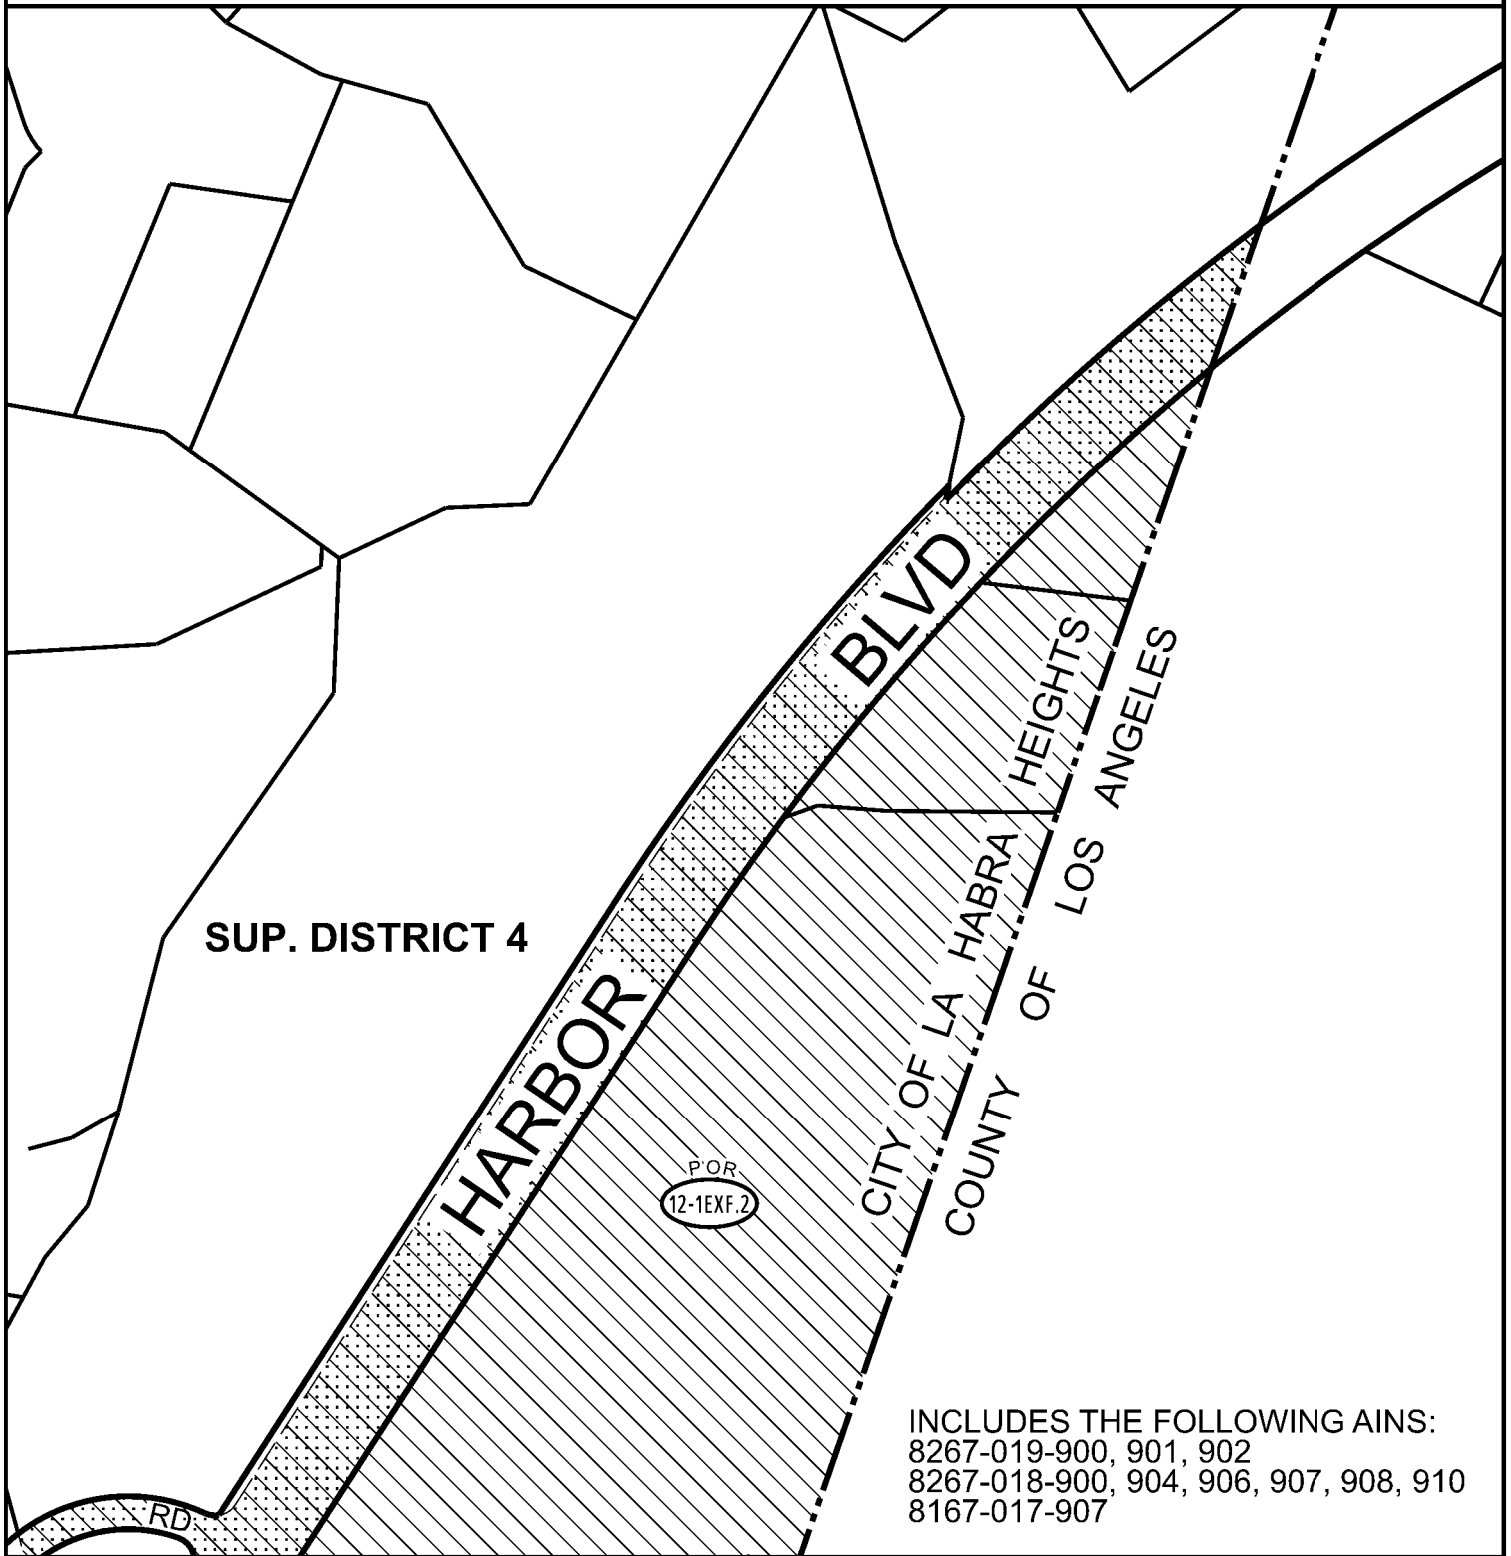 HARBOR BLVD
SUP. DISTRICT 4
CITY OF LA HABRA HEIGHTS
COUNTY OF LOS ANGELES
POR
12-1EXF.2
RD
INCLUDES THE FOLLOWING AINS:
8267-019-900, 901, 902
8267-018-900, 904, 906, 907, 908, 910
8167-017-907